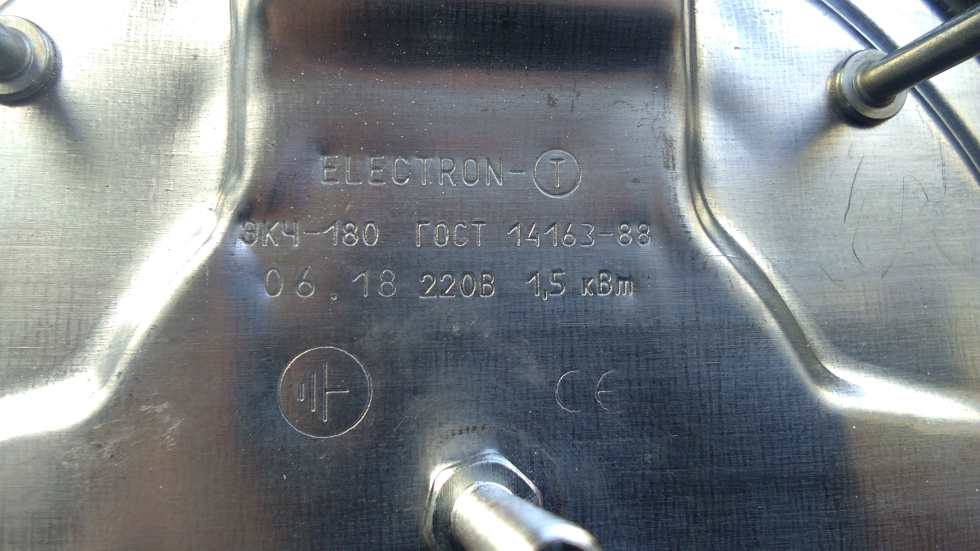 ELECTRON-T
ЭКЧ-180 ГОСТ 14163-88
06.18 220В 1,5 кВт
CE